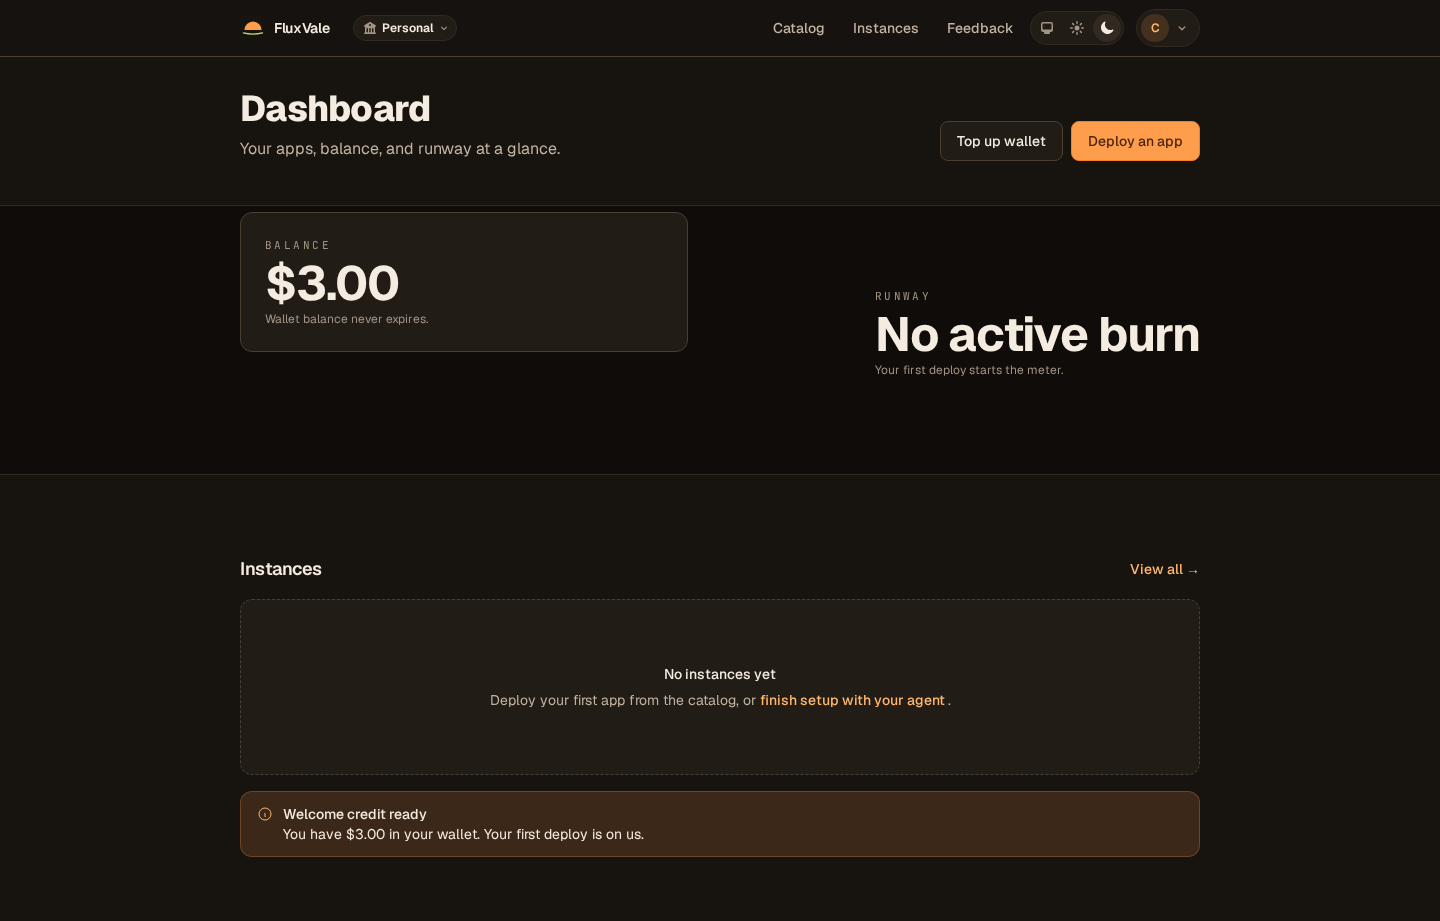 FluxVale
Personal
Catalog
Instances
Feedback
C
Dashboard
Your apps, balance, and runway at a glance.
Top up wallet
Deploy an app
BALANCE
$3.00
Wallet balance never expires.
RUNWAY
No active burn
Your first deploy starts the meter.
Instances
View all →
No instances yet
Deploy your first app from the catalog, or finish setup with your agent .
Welcome credit ready
You have $3.00 in your wallet. Your first deploy is on us.